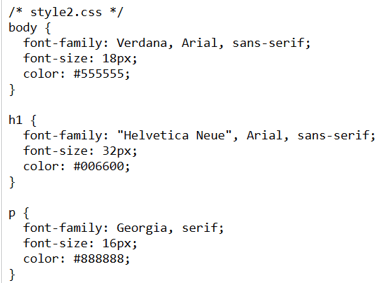 /* style2.css */
body {
  font-family: Verdana, Arial, sans-serif;
  font-size: 18px;
  color: #555555;
}

h1 {
  font-family: "Helvetica Neue", Arial, sans-serif;
  font-size: 32px;
  color: #006600;
}

p {
  font-family: Georgia, serif;
  font-size: 16px;
  color: #888888;
}